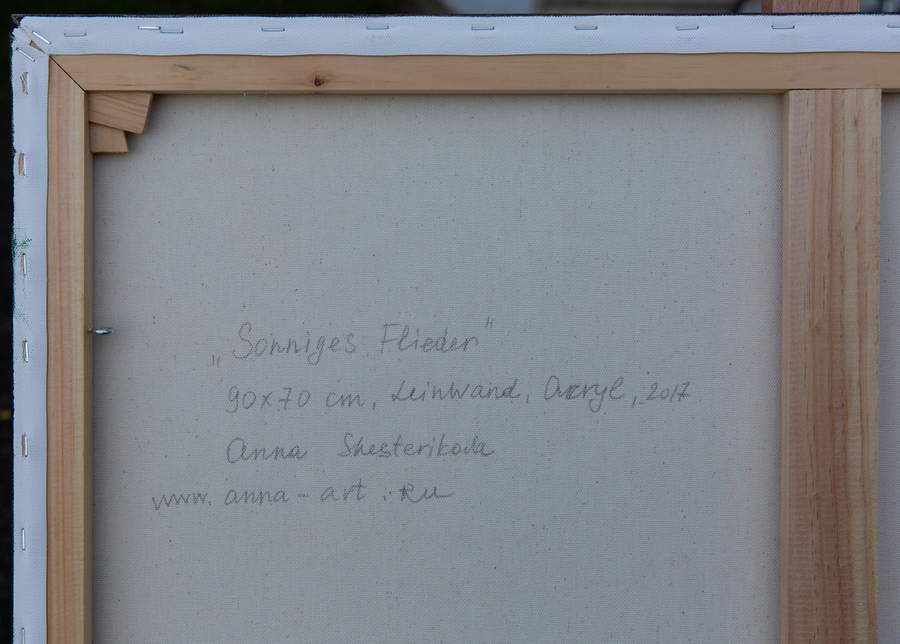 „Sonniges Flieder"
90x70 cm, Leinwand, Acryl, 2017
Anna Shesterikova
www.anna-art.ru